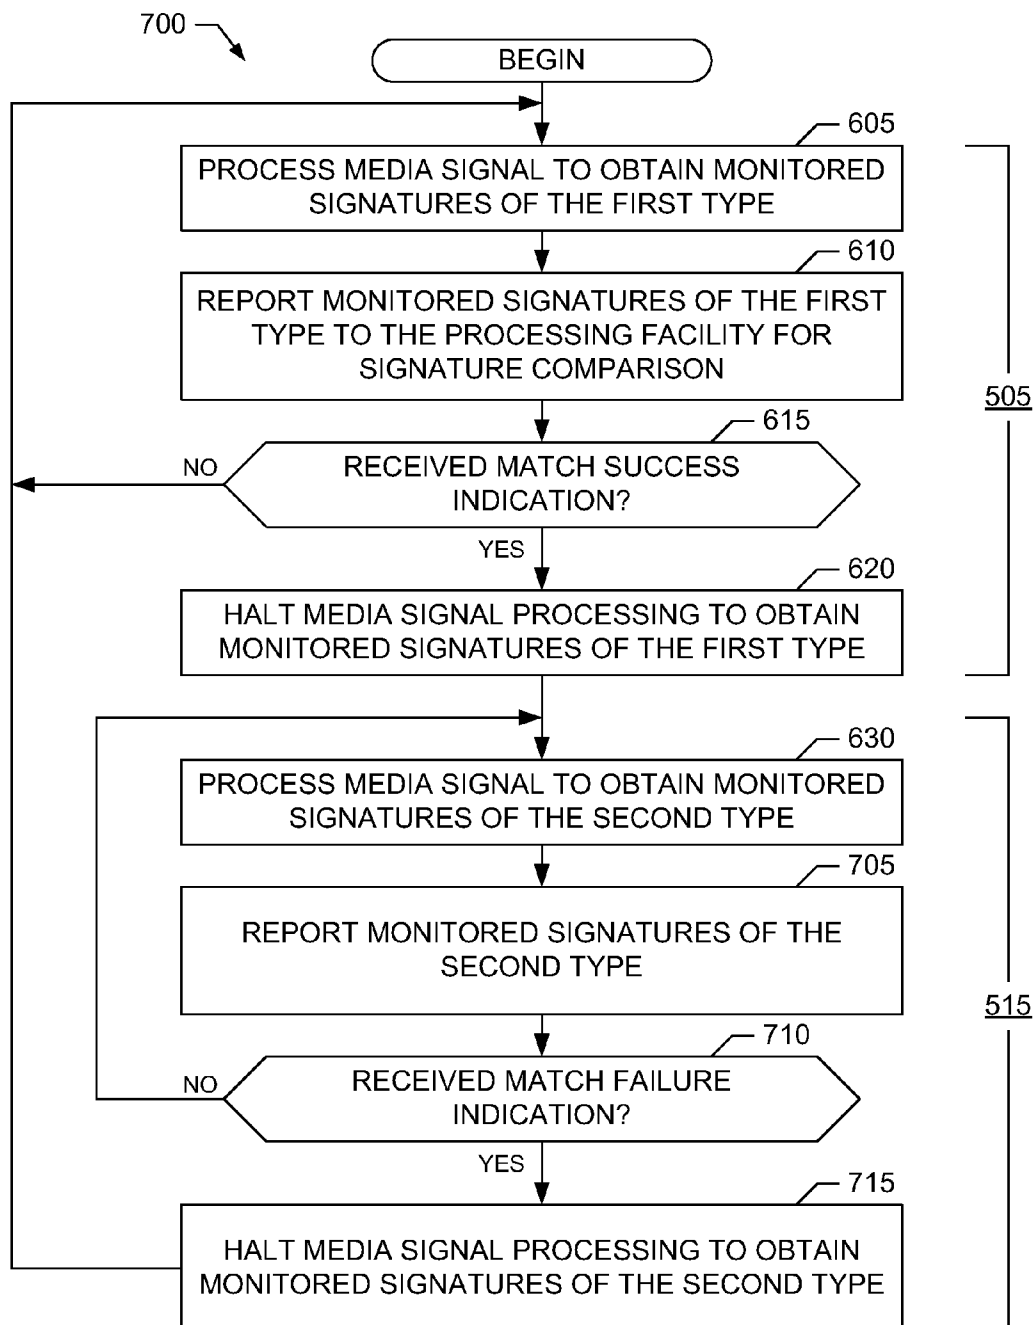 700
BEGIN
605
PROCESS MEDIA SIGNAL TO OBTAIN MONITORED
SIGNATURES OF THE FIRST TYPE
610
REPORT MONITORED SIGNATURES OF THE FIRST
TYPE TO THE PROCESSING FACILITY FOR
SIGNATURE COMPARISON
505
615
NO
RECEIVED MATCH SUCCESS
INDICATION?
YES
620
HALT MEDIA SIGNAL PROCESSING TO OBTAIN
MONITORED SIGNATURES OF THE FIRST TYPE
630
PROCESS MEDIA SIGNAL TO OBTAIN MONITORED
SIGNATURES OF THE SECOND TYPE
705
REPORT MONITORED SIGNATURES OF THE
SECOND TYPE
515
710
NO
RECEIVED MATCH FAILURE
INDICATION?
YES
715
HALT MEDIA SIGNAL PROCESSING TO OBTAIN
MONITORED SIGNATURES OF THE SECOND TYPE